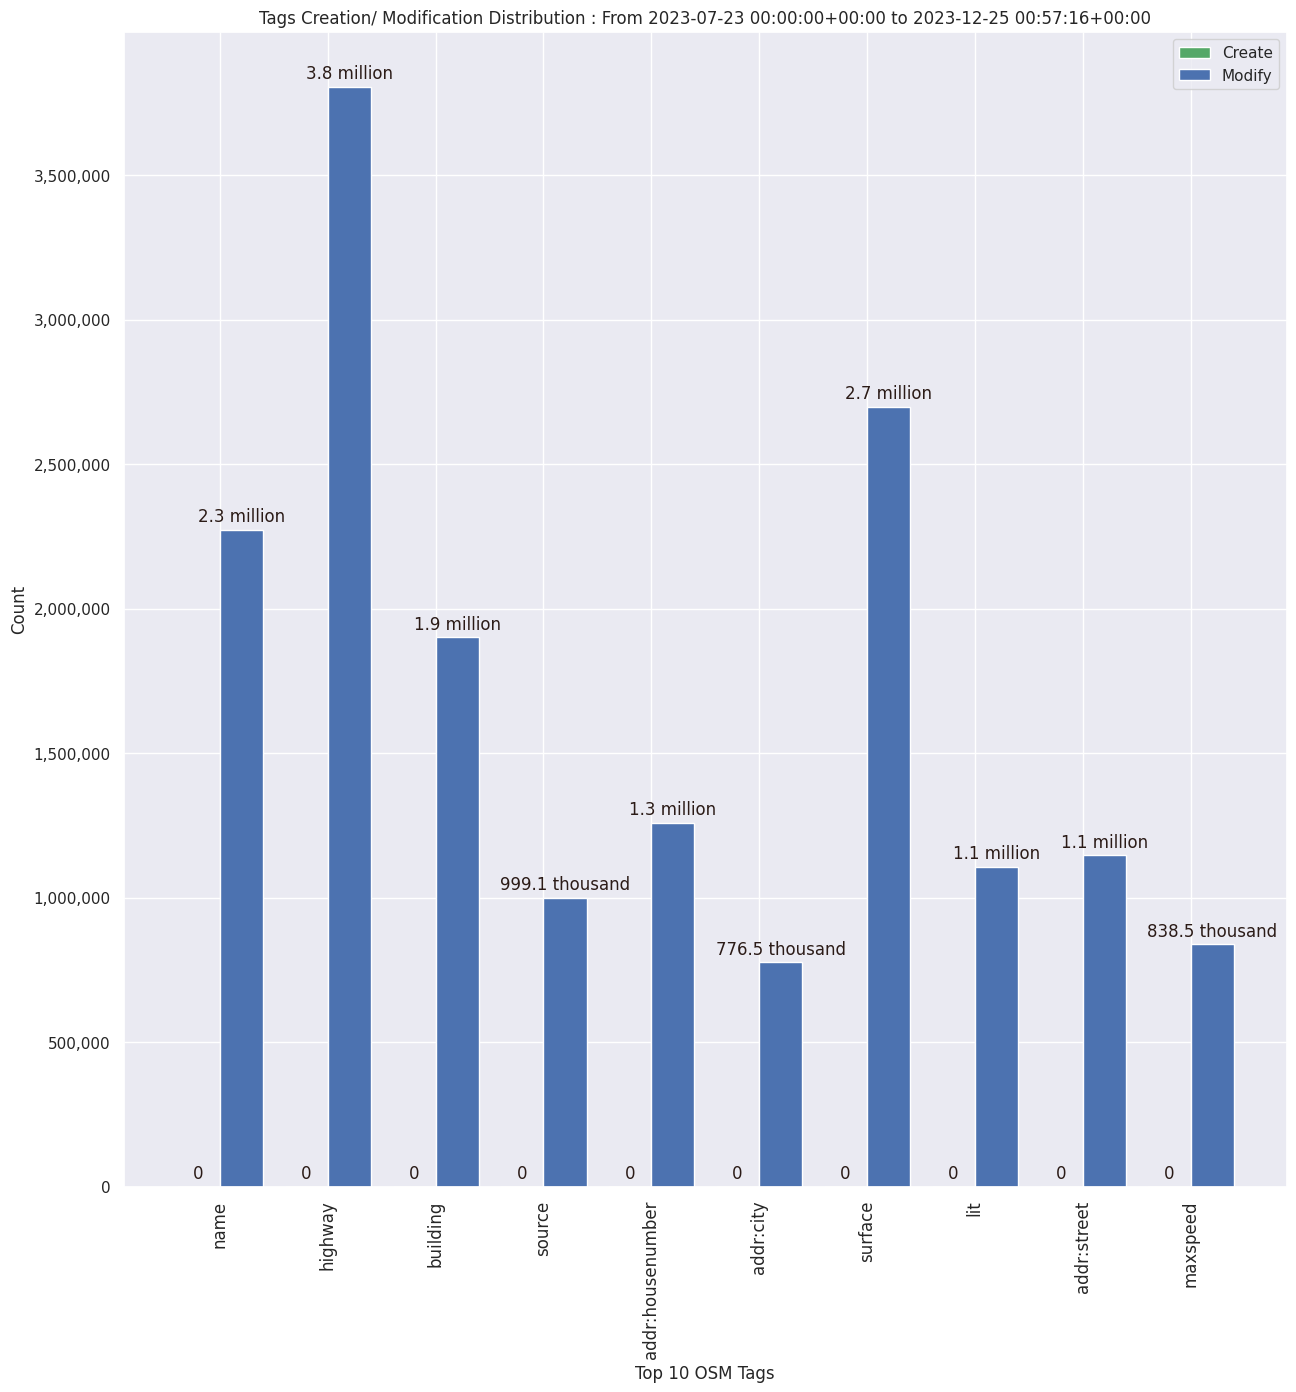 Tags Creation/ Modification Distribution : From 2023-07-23 00:00:00+00:00 to 2023-12-25 00:57:16+00:00
Create
Modify
Count
3,500,000
3,000,000
2,500,000
2,000,000
1,500,000
1,000,000
500,000
0
0
2.3 million
0
3.8 million
0
1.9 million
0
999.1 thousand
0
1.3 million
0
776.5 thousand
0
2.7 million
0
1.1 million
0
1.1 million
0
838.5 thousand
name
highway
building
source
addr:housenumber
addr:city
surface
lit
addr:street
maxspeed
Top 10 OSM Tags